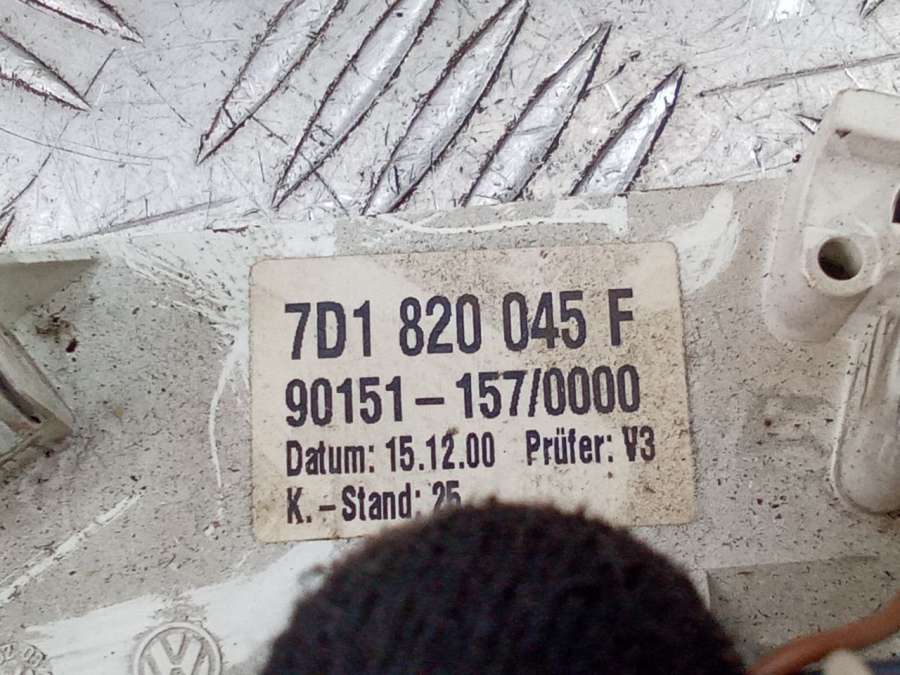 7D1 820 045 F
90151-157/0000
Datum: 15.12.00 Prüfer: V3
K.-Stand: 25